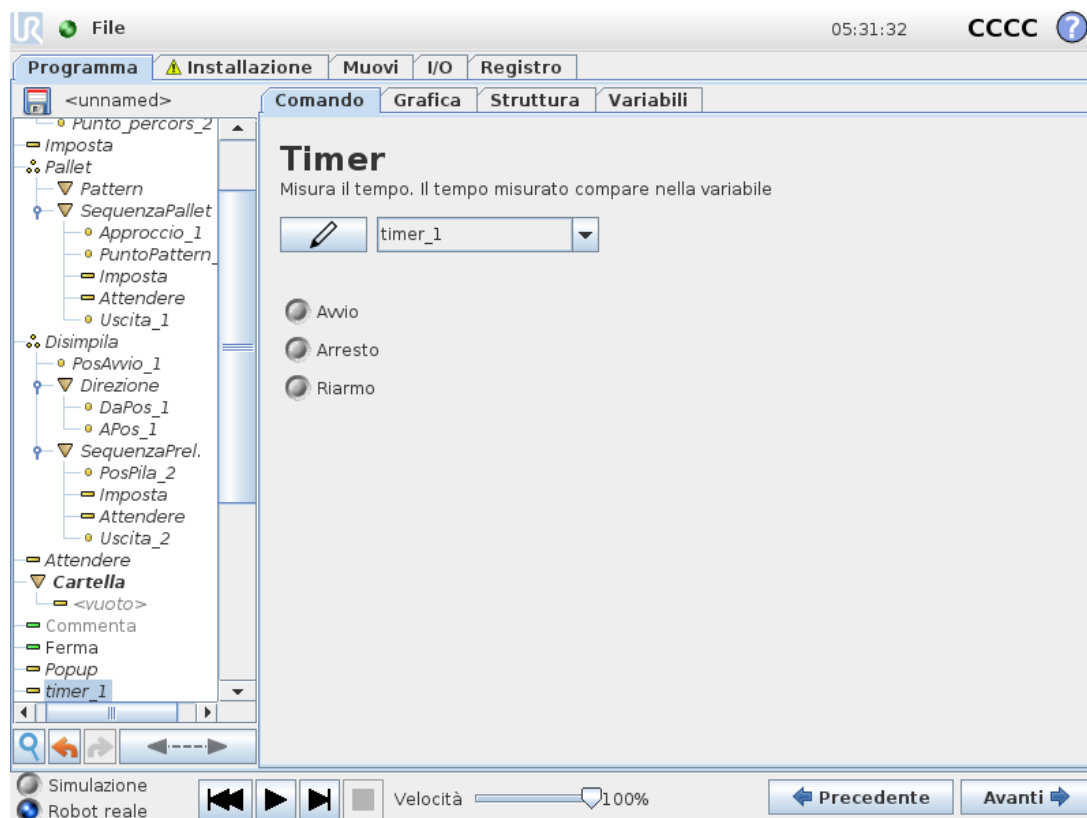 UR File 05:31:32 CCCC ?
Programma Installazione Muovi I/O Registro
<unnamed> Comando Grafica Struttura Variabili
Punto_percors_2
Imposta
Pallet
Pattern
SequenzaPallet
Approccio_1
PuntoPattern_
Imposta
Attendere
Uscita_1
Disimpila
PosAvvio_1
Direzione
DaPos_1
APos_1
SequenzaPrel.
PosPila_2
Imposta
Attendere
Uscita_2
Attendere
Cartella
<vuoto>
Commenta
Ferma
Popup
timer_1
Timer
Misura il tempo. Il tempo misurato compare nella variabile
timer_1
Avvio
Arresto
Riarmo
Simulazione
Robot reale
Velocità 100%
Precedente Avanti